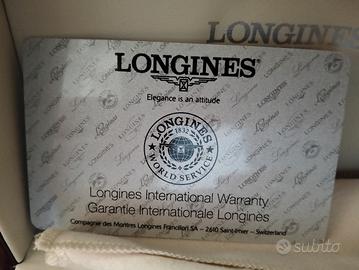 LONGINES
LONGINES®
Elegance is an attitude
LONGINES
1832
WORLD SERVICE
Longines International Warranty
Garantie Internationale Longines
Compagnie des Montres Longines Francillon SA – 2610 Saint-Imier – Switzerland
subito